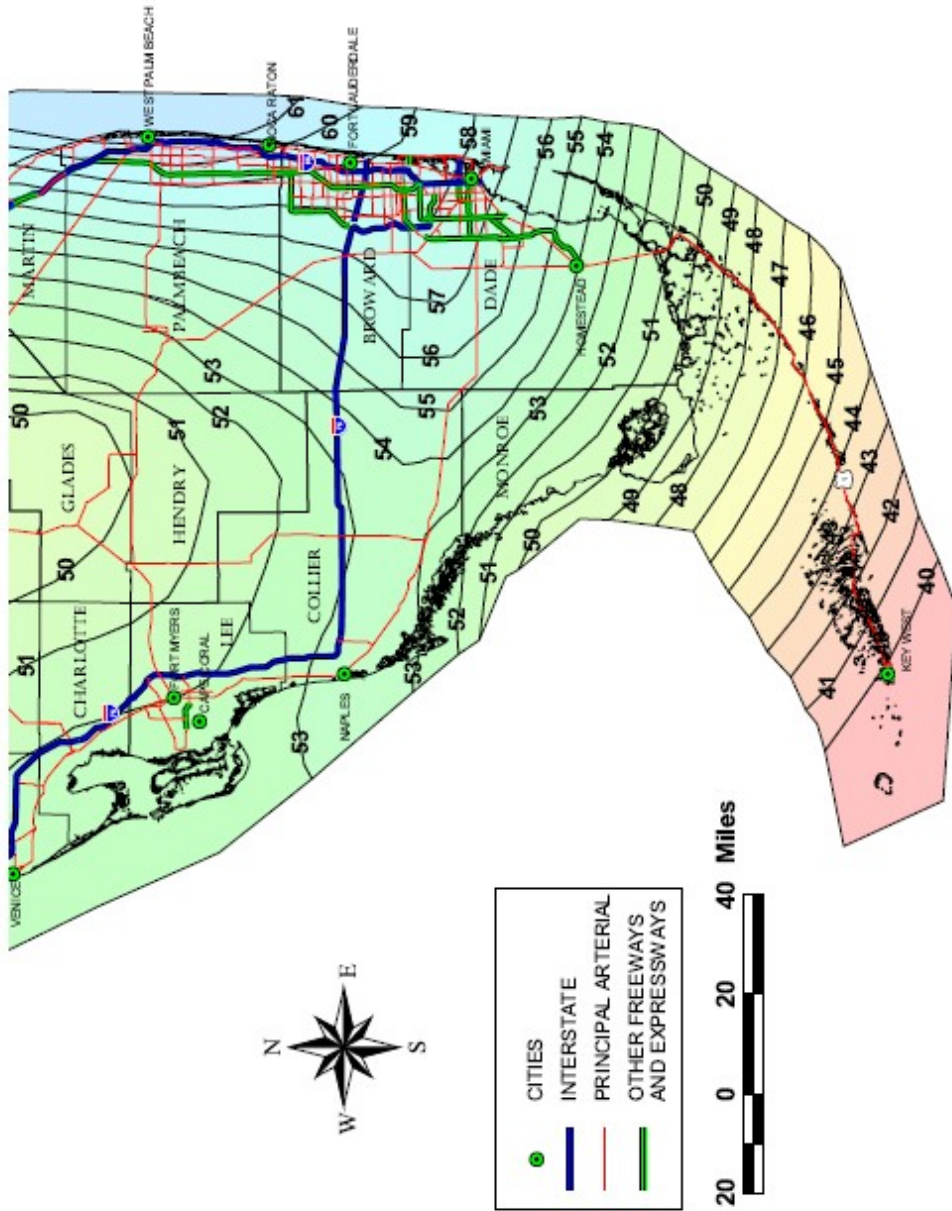 WEST PALM BEACH
BOCA RATON
FORT LAUDERDALE
MIAMI
HOMESTEAD
KEY WEST
NAPLES
FORT MYERS
CAPE CORAL
VENICE
MARTIN
PALMBEACH
BROWARD
DADE
MONROE
COLLIER
HENDRY
GLADES
LEE
CHARLOTTE
61
60
59
58
57
56
56
55
55
54
54
53
53
53
53
52
52
52
51
51
51
51
50
50
50
50
49
49
48
48
47
46
45
44
43
42
41
40
N
E
S
W
CITIES
INTERSTATE
PRINCIPAL ARTERIAL
OTHER FREEWAYS
AND EXPRESSWAYS
20 0 20 40 Miles